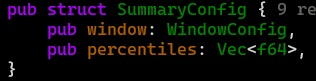 pub struct SummaryConfig { 9 re
    pub window: WindowConfig,
    pub percentiles: Vec<f64>,
}